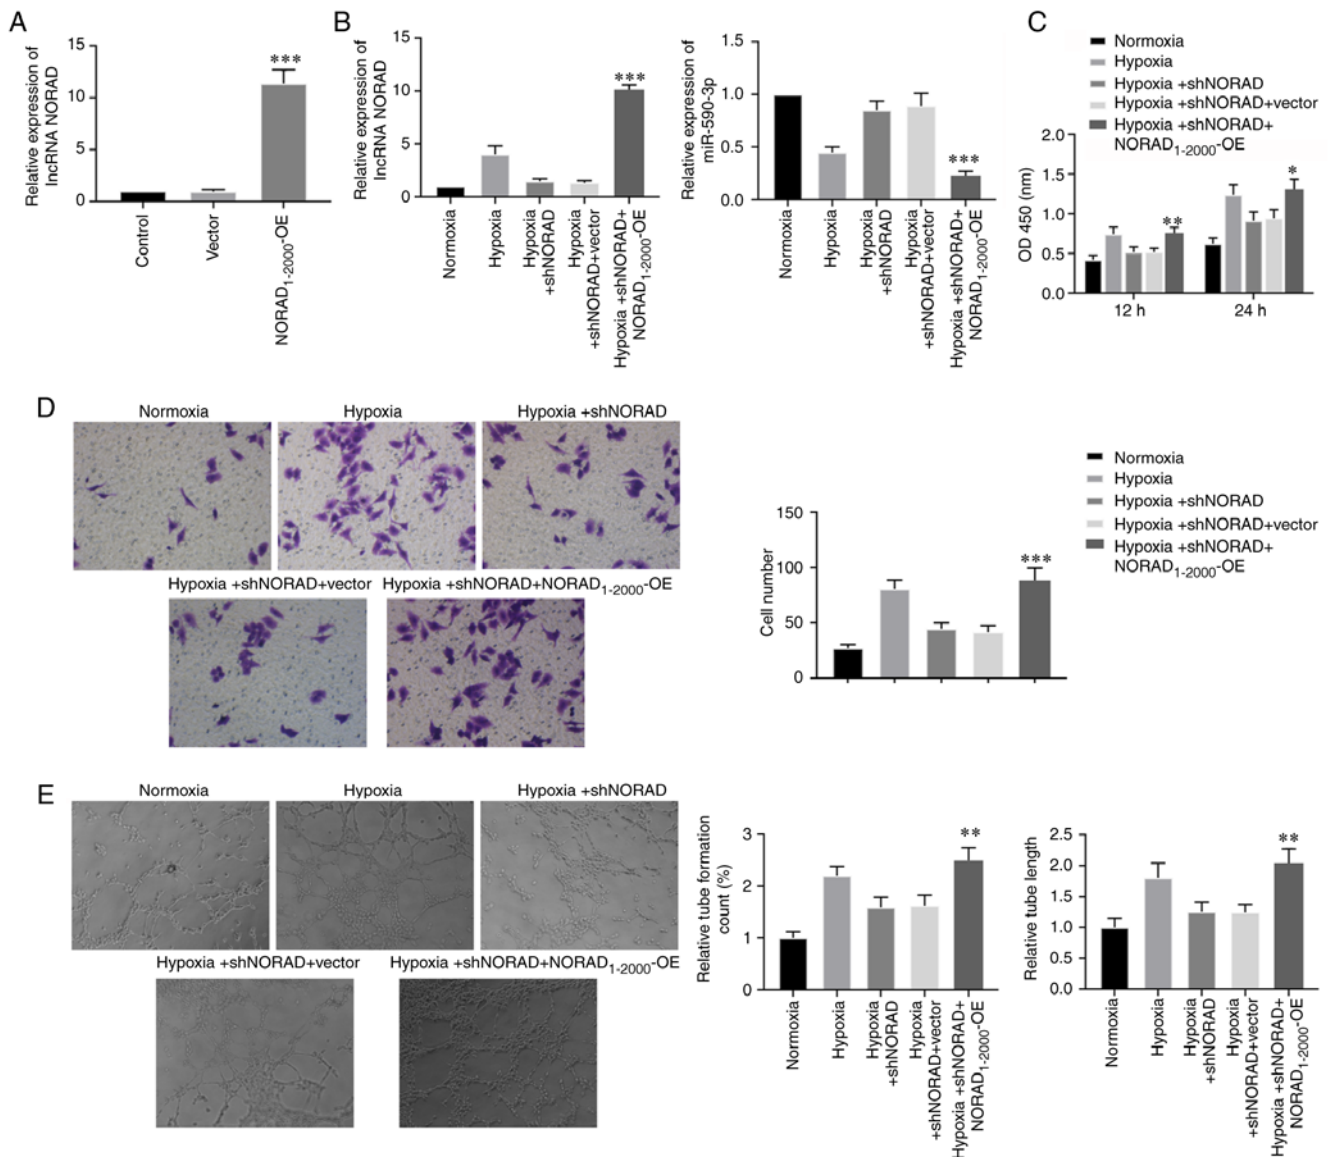 A
Relative expression of
lncRNA NORAD
15
10
5
0
***
Control
Vector
NORAD1-2000-OE
B
Relative expression of
lncRNA NORAD
15
10
5
0
***
Normoxia
Hypoxia
Hypoxia
+shNORAD
Hypoxia
+shNORAD+vector
Hypoxia +shNORAD+
NORAD1-2000-OE
Relative expression of
miR-590-3p
1.5
1.0
0.5
0.0
***
Normoxia
Hypoxia
Hypoxia
+shNORAD
Hypoxia
+shNORAD+vector
Hypoxia +shNORAD+
NORAD1-2000-OE
C
Normoxia
Hypoxia
Hypoxia +shNORAD
Hypoxia +shNORAD+vector
Hypoxia +shNORAD+
NORAD1-2000-OE
OD 450 (nm)
2.0
1.5
1.0
0.5
0.0
**
*
12 h
24 h
D
Normoxia
Hypoxia
Hypoxia +shNORAD
Hypoxia +shNORAD+vector
Hypoxia +shNORAD+NORAD1-2000-OE
Cell number
150
100
50
0
***
Normoxia
Hypoxia
Hypoxia +shNORAD
Hypoxia +shNORAD+vector
Hypoxia +shNORAD+
NORAD1-2000-OE
E
Normoxia
Hypoxia
Hypoxia +shNORAD
Hypoxia +shNORAD+vector
Hypoxia +shNORAD+NORAD1-2000-OE
Relative tube formation
count (%)
3
2
1
0
**
Normoxia
Hypoxia
Hypoxia
+shNORAD
Hypoxia
+shNORAD+vector
Hypoxia +shNORAD+
NORAD1-2000-OE
Relative tube length
2.5
2.0
1.5
1.0
0.5
0.0
**
Normoxia
Hypoxia
Hypoxia
+shNORAD
Hypoxia
+shNORAD+vector
Hypoxia +shNORAD+
NORAD1-2000-OE